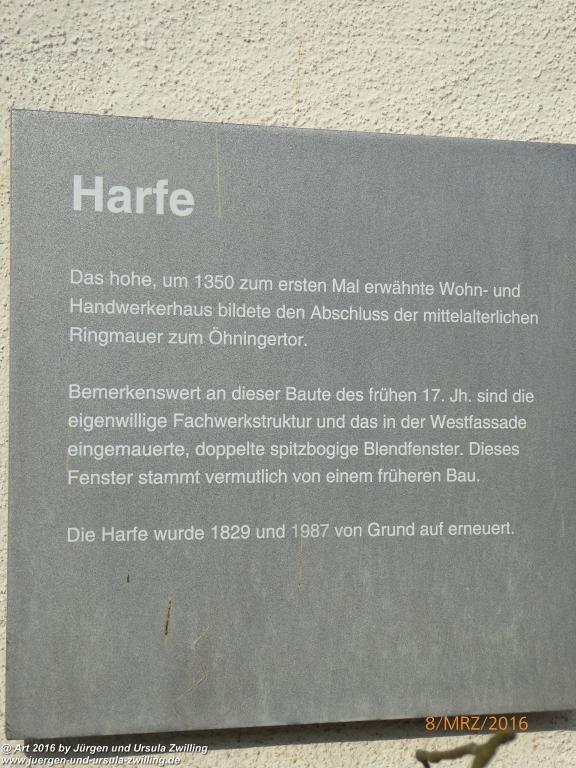 Harfe
Das hohe, um 1350 zum ersten Mal erwähnte Wohn- und
Handwerkerhaus bildete den Abschluss der mittelalterlichen
Ringmauer zum Öhningertor.
Bemerkenswert an dieser Baute des frühen 17. Jh. sind die
eigenwillige Fachwerkstruktur und das in der Westfassade
eingemauerte, doppelte spitzbogige Blendfenster. Dieses
Fenster stammt vermutlich von einem früheren Bau.
Die Harfe wurde 1829 und 1987 von Grund auf erneuert.
8/MRZ/2016
@ Art 2016 by Jürgen und Ursula Zwilling
www.juergen-und-ursula-zwilling.de